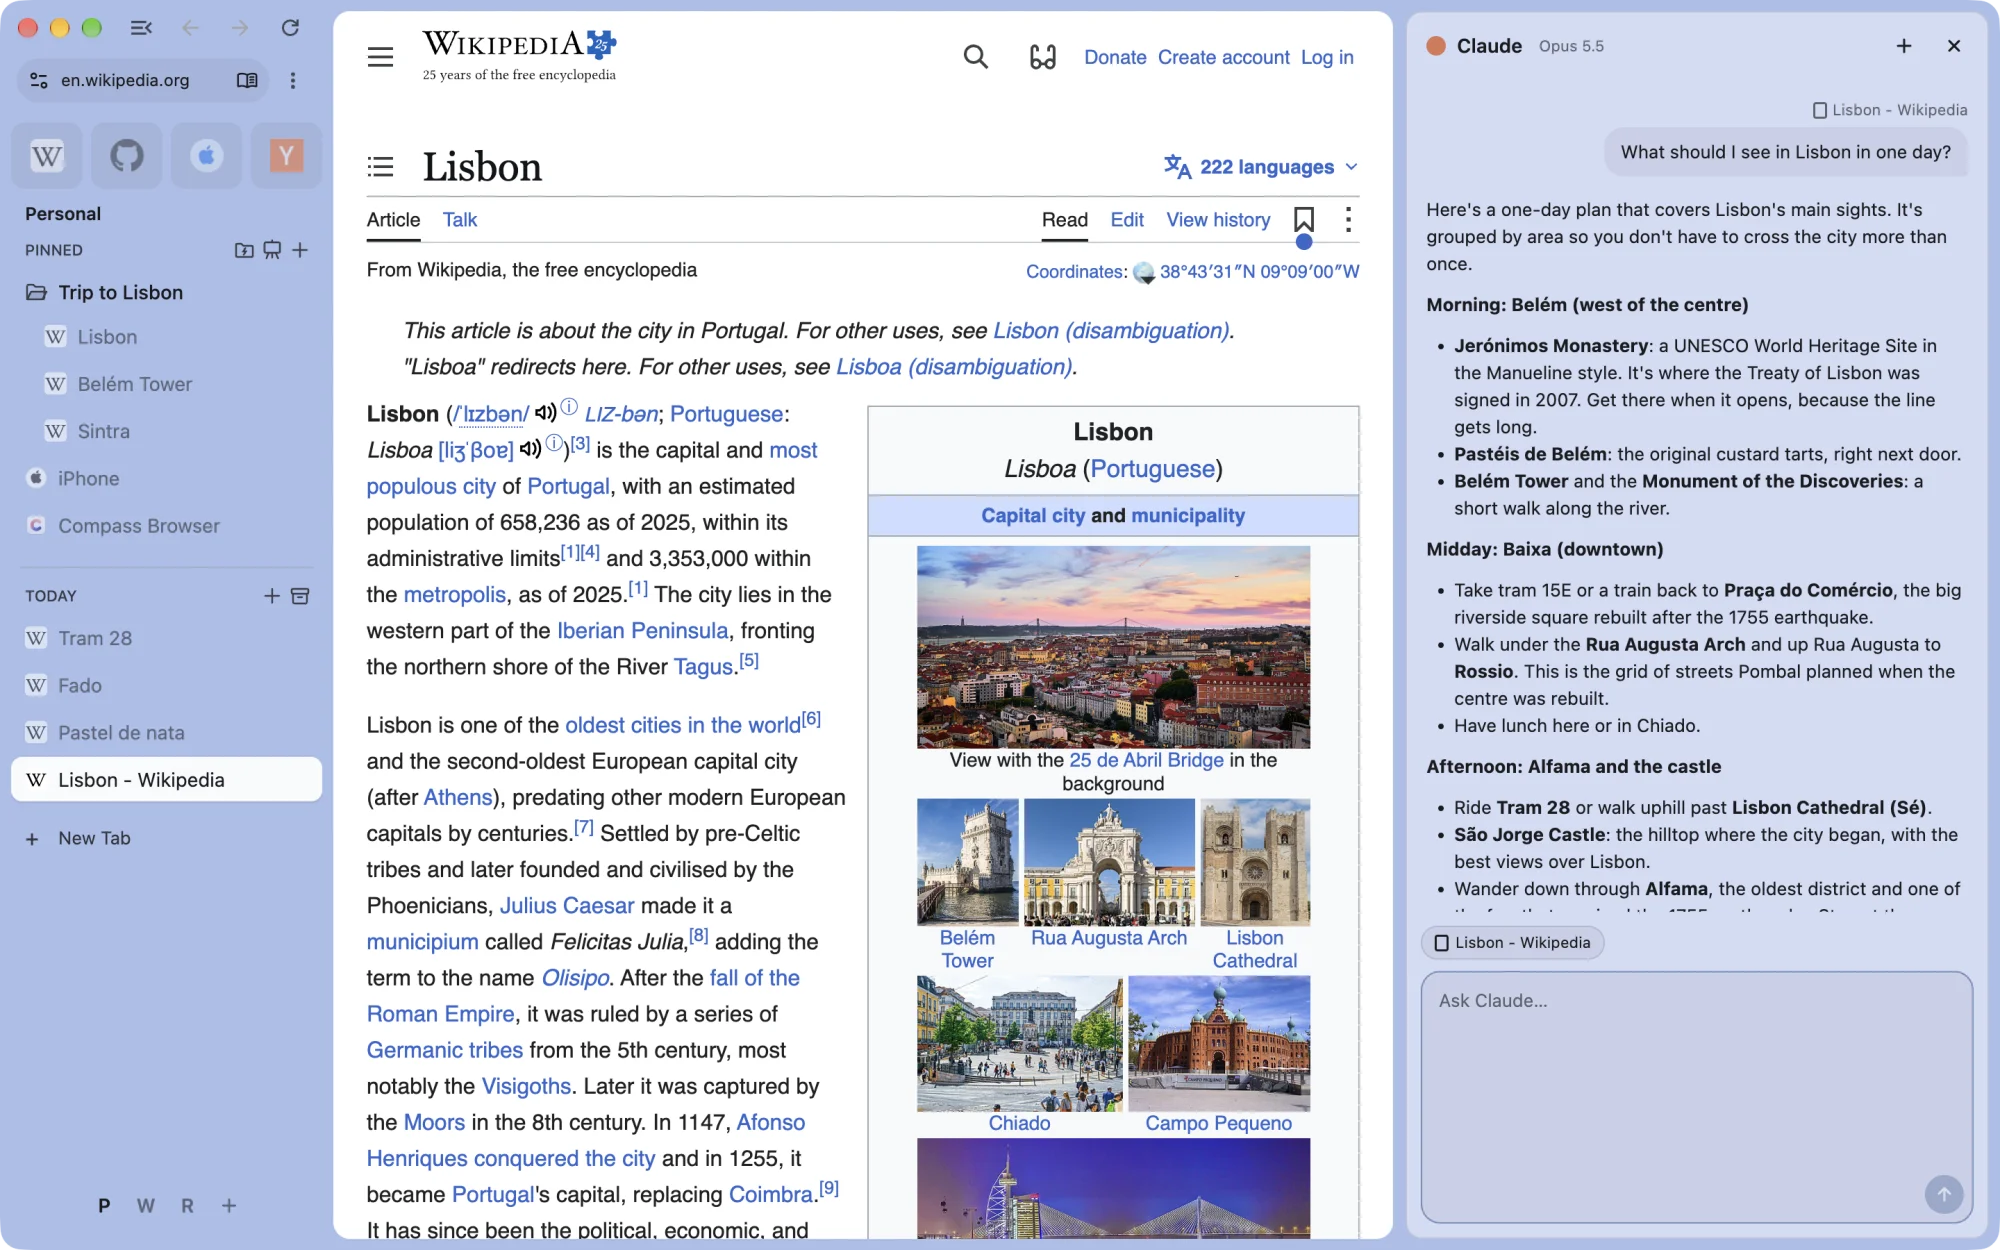 en.wikipedia.org
Personal
PINNED
Trip to Lisbon
Lisbon
Belém Tower
Sintra
iPhone
Compass Browser
TODAY
Tram 28
Fado
Pastel de nata
Lisbon - Wikipedia
New Tab
P W R
WIKIPEDIA 25
25 years of the free encyclopedia
Donate Create account Log in
Lisbon
222 languages
Article Talk
Read Edit View history
From Wikipedia, the free encyclopedia
Coordinates: 38°43′31″N 09°09′00″W
This article is about the city in Portugal. For other uses, see Lisbon (disambiguation).
"Lisboa" redirects here. For other uses, see Lisboa (disambiguation).
Lisbon (/ˈlɪzbən/ ⓘ LIZ-bən; Portuguese:
Lisboa [liʒˈβoɐ] ⓘ)[3] is the capital and most
populous city of Portugal, with an estimated
population of 658,236 as of 2025, within its
administrative limits[1][4] and 3,353,000 within
the metropolis, as of 2025.[1] The city lies in the
western part of the Iberian Peninsula, fronting
the northern shore of the River Tagus.[5]
Lisbon is one of the oldest cities in the world[6]
and the second-oldest European capital city
(after Athens), predating other modern European
capitals by centuries.[7] Settled by pre-Celtic
tribes and later founded and civilised by the
Phoenicians, Julius Caesar made it a
municipium called Felicitas Julia,[8] adding the
term to the name Olisipo. After the fall of the
Roman Empire, it was ruled by a series of
Germanic tribes from the 5th century, most
notably the Visigoths. Later it was captured by
the Moors in the 8th century. In 1147, Afonso
Henriques conquered the city and in 1255, it
became Portugal's capital, replacing Coimbra.[9]
It has since been the political, economic, and
Lisbon
Lisboa (Portuguese)
Capital city and municipality
View with the 25 de Abril Bridge in the
background
Belém
Tower
Rua Augusta Arch
Lisbon
Cathedral
Chiado
Campo Pequeno
Claude Opus 5.5
Lisbon - Wikipedia
What should I see in Lisbon in one day?
Here's a one-day plan that covers Lisbon's main sights. It's
grouped by area so you don't have to cross the city more than
once.
Morning: Belém (west of the centre)
• Jerónimos Monastery: a UNESCO World Heritage Site in
the Manueline style. It's where the Treaty of Lisbon was
signed in 2007. Get there when it opens, because the line
gets long.
• Pastéis de Belém: the original custard tarts, right next door.
• Belém Tower and the Monument of the Discoveries: a
short walk along the river.
Midday: Baixa (downtown)
• Take tram 15E or a train back to Praça do Comércio, the big
riverside square rebuilt after the 1755 earthquake.
• Walk under the Rua Augusta Arch and up Rua Augusta to
Rossio. This is the grid of streets Pombal planned when the
centre was rebuilt.
• Have lunch here or in Chiado.
Afternoon: Alfama and the castle
• Ride Tram 28 or walk uphill past Lisbon Cathedral (Sé).
• São Jorge Castle: the hilltop where the city began, with the
best views over Lisbon.
• Wander down through Alfama, the oldest district and one of
Lisbon - Wikipedia
Ask Claude...